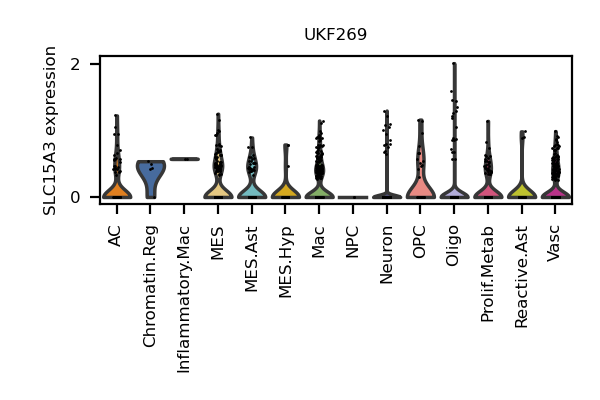 UKF269
SLC15A3 expression
2
0
AC
Chromatin.Reg
Inflammatory.Mac
MES
MES.Ast
MES.Hyp
Mac
NPC
Neuron
OPC
Oligo
Prolif.Metab
Reactive.Ast
Vasc